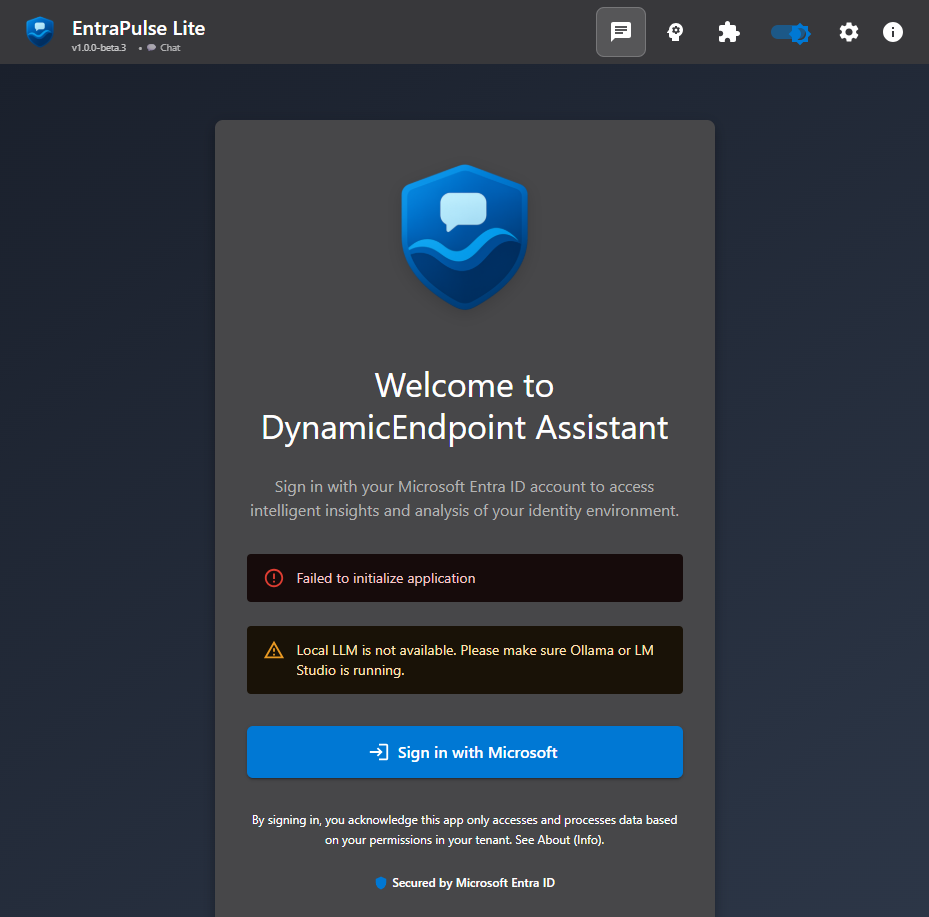 EntraPulse Lite
v1.0.0-beta.3 • Chat
Welcome to
DynamicEndpoint Assistant
Sign in with your Microsoft Entra ID account to access
intelligent insights and analysis of your identity environment.
Failed to initialize application
Local LLM is not available. Please make sure Ollama or LM
Studio is running.
Sign in with Microsoft
By signing in, you acknowledge this app only accesses and processes data based
on your permissions in your tenant. See About (Info).
Secured by Microsoft Entra ID